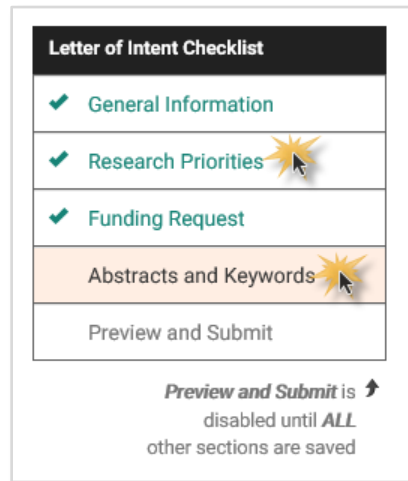 Letter of Intent Checklist
General Information
Research Priorities
Funding Request
Abstracts and Keywords
Preview and Submit
Preview and Submit is
disabled until ALL
other sections are saved